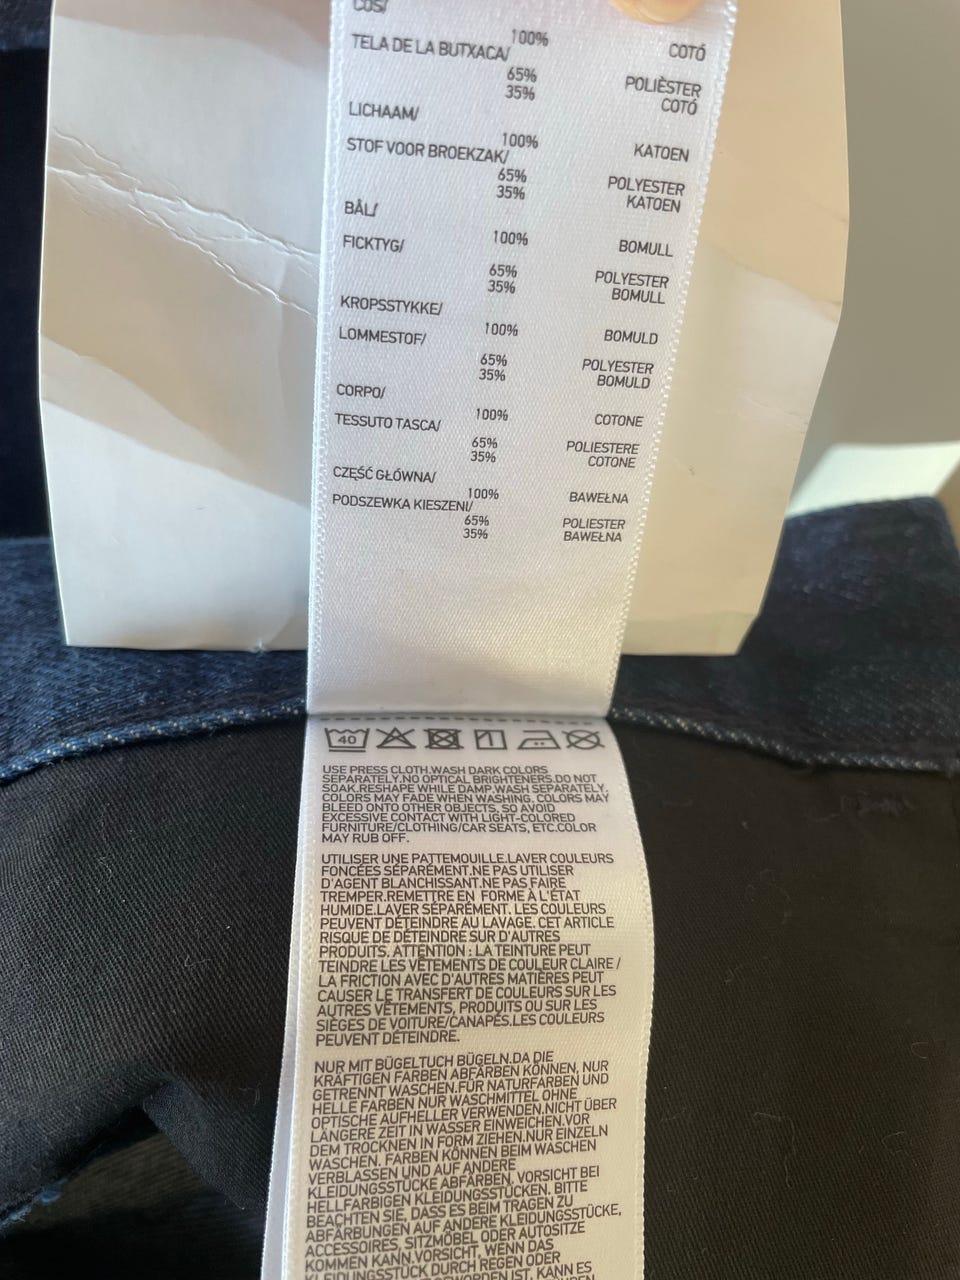 COS/
100% COTÓ
TELA DE LA BUTXACA/
65% POLIÈSTER
35% COTÓ
LICHAAM/
100% KATOEN
STOF VOOR BROEKZAK/
65% POLYESTER
35% KATOEN
BÅL/
100% BOMULL
FICKTYG/
65% POLYESTER
35% BOMULL
KROPSSTYKKE/
100% BOMULD
LOMMESTOF/
65% POLYESTER
35% BOMULD
CORPO/
100% COTONE
TESSUTO TASCA/
65% POLIESTERE
35% COTONE
CZĘŚĆ GŁÓWNA/
100% BAWEŁNA
PODSZEWKA KIESZENI/
65% POLIESTER
35% BAWEŁNA
40
USE PRESS CLOTH.WASH DARK COLORS
SEPARATELY.NO OPTICAL BRIGHTENERS.DO NOT
SOAK.RESHAPE WHILE DAMP.WASH SEPARATELY.
COLORS MAY FADE WHEN WASHING. COLORS MAY
BLEED ONTO OTHER OBJECTS, SO AVOID
EXCESSIVE CONTACT WITH LIGHT-COLORED
FURNITURE/CLOTHING/CAR SEATS, ETC.COLOR
MAY RUB OFF.
UTILISER UNE PATTEMOUILLE.LAVER COULEURS
FONCÉES SÉPARÉMENT.NE PAS UTILISER
D'AGENT BLANCHISSANT.NE PAS FAIRE
TREMPER.REMETTRE EN FORME À L'ÉTAT
HUMIDE.LAVER SÉPARÉMENT. LES COULEURS
PEUVENT DÉTEINDRE AU LAVAGE. CET ARTICLE
RISQUE DE DÉTEINDRE SUR D'AUTRES
PRODUITS. ATTENTION : LA TEINTURE PEUT
TEINDRE LES VÊTEMENTS DE COULEUR CLAIRE /
LA FRICTION AVEC D'AUTRES MATIÈRES PEUT
CAUSER LE TRANSFERT DE COULEURS SUR LES
AUTRES VÊTEMENTS, PRODUITS OU SUR LES
SIÈGES DE VOITURE/CANAPÉS.LES COULEURS
PEUVENT DÉTEINDRE.
NUR MIT BÜGELTUCH BÜGELN.DA DIE
KRÄFTIGEN FARBEN ABFÄRBEN KÖNNEN, NUR
GETRENNT WASCHEN.FÜR NATURFARBEN UND
HELLE FARBEN NUR WASCHMITTEL OHNE
OPTISCHE AUFHELLER VERWENDEN.NICHT ÜBER
LÄNGERE ZEIT IN WASSER EINWEICHEN.VOR
DEM TROCKNEN IN FORM ZIEHEN.NUR EINZELN
WASCHEN. FARBEN KÖNNEN BEIM WASCHEN
VERBLASSEN UND AUF ANDERE
KLEIDUNGSSTÜCKE ABFÄRBEN. VORSICHT BEI
HELLFARBIGEN KLEIDUNGSSTÜCKEN. BITTE
BEACHTEN SIE, DASS ES BEIM TRAGEN ZU
ABFÄRBUNGEN AUF ANDERE KLEIDUNGSSTÜCKE,
ACCESSOIRES, SITZMÖBEL ODER AUTOSITZE
KOMMEN KANN.VORSICHT, WENN DAS
KLEIDUNGSSTÜCK DURCH REGEN ODER
GEWORDEN IST, KANN ES